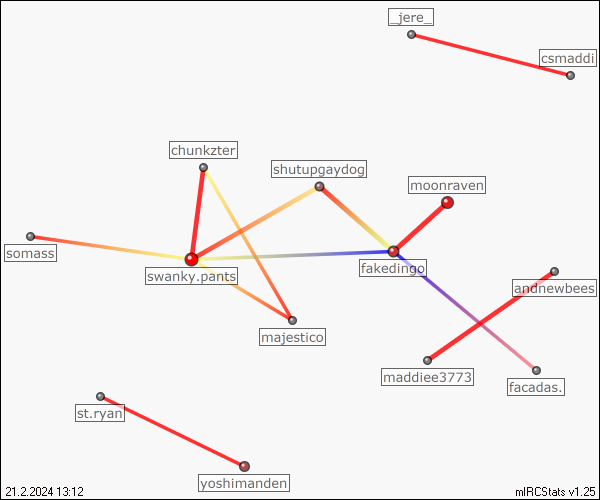 _jere_
csmaddi
chunkzter
shutupgaydog
moonraven
somass
swanky.pants
fakedingo
andnewbees
majestico
maddiee3773
facadas.
st.ryan
yoshimanden
21.2.2024 13:12
mIRCStats v1.25